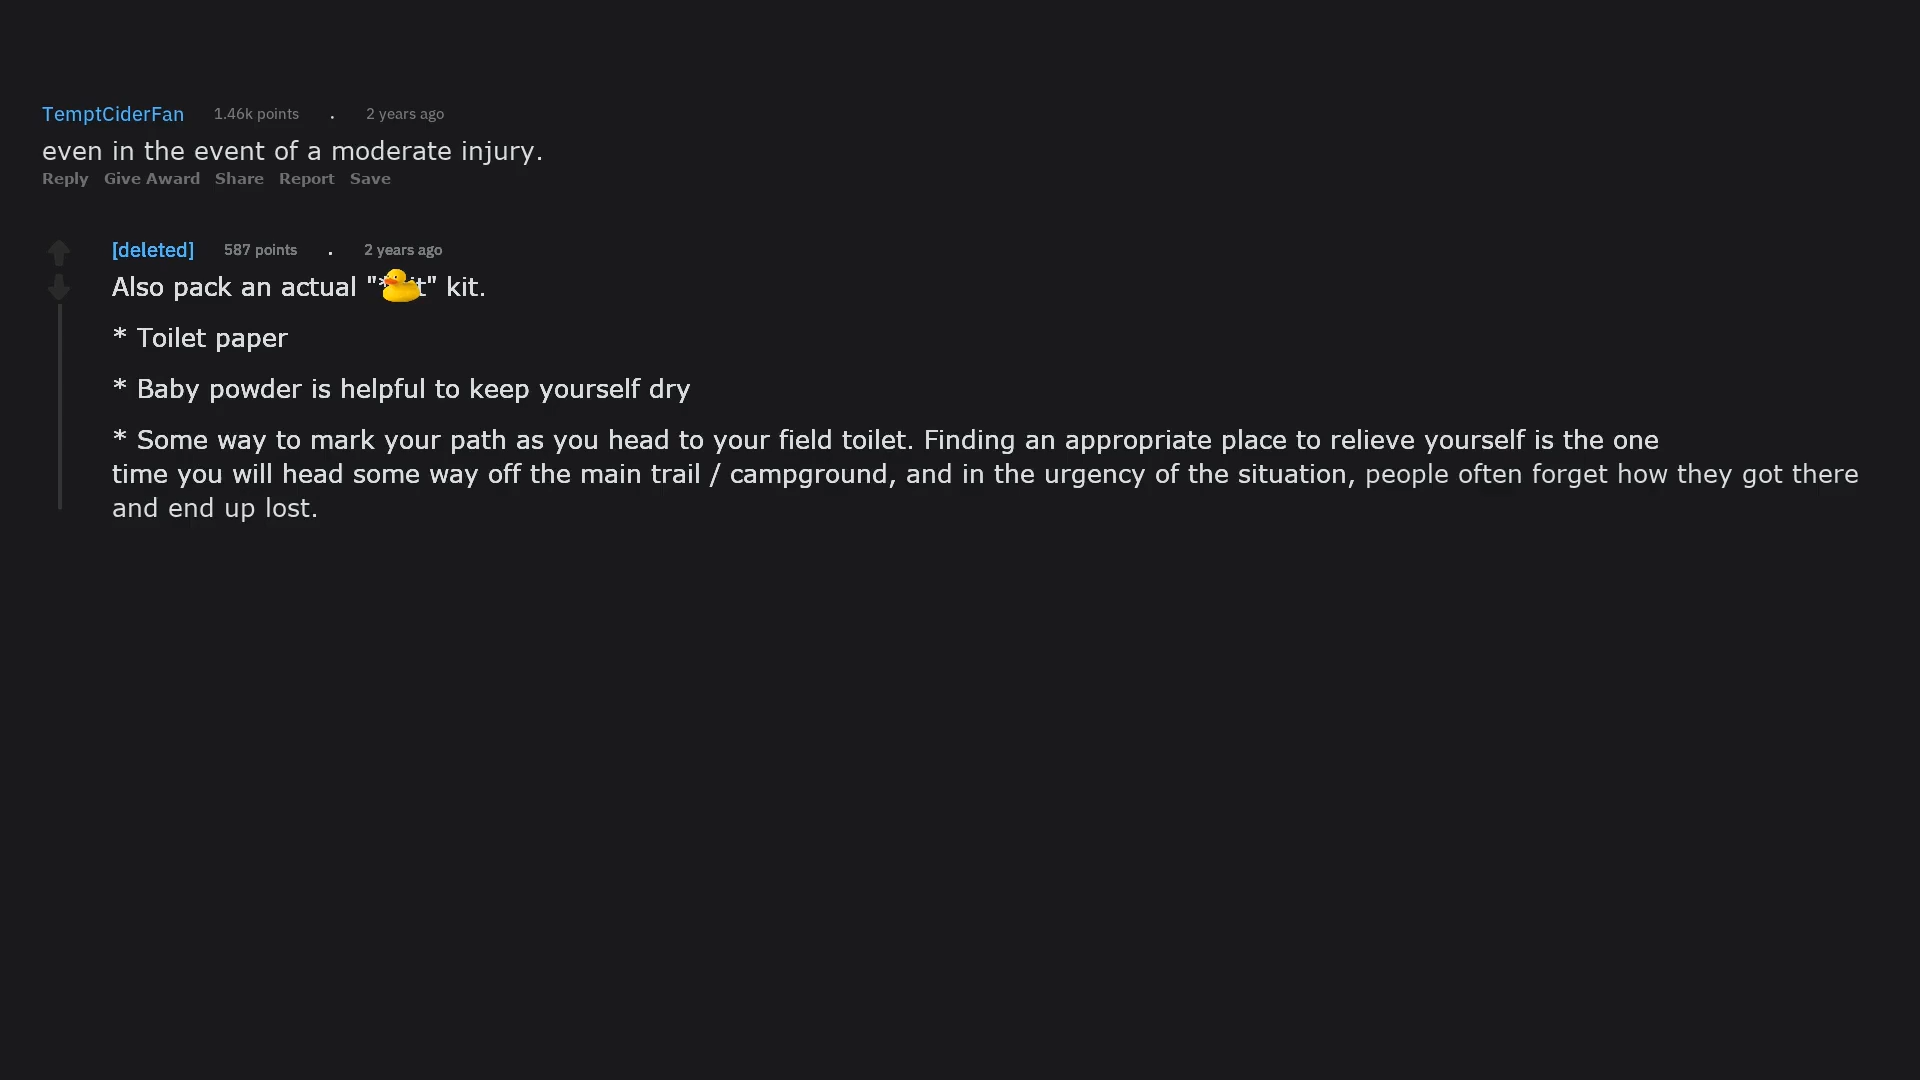 TemptCiderFan 1.46k points . 2 years ago
even in the event of a moderate injury.
Reply Give Award Share Report Save
[deleted] 587 points . 2 years ago
Also pack an actual "t" kit.
* Toilet paper
* Baby powder is helpful to keep yourself dry
* Some way to mark your path as you head to your field toilet. Finding an appropriate place to relieve yourself is the one
time you will head some way off the main trail / campground, and in the urgency of the situation, people often forget how they got there
and end up lost.